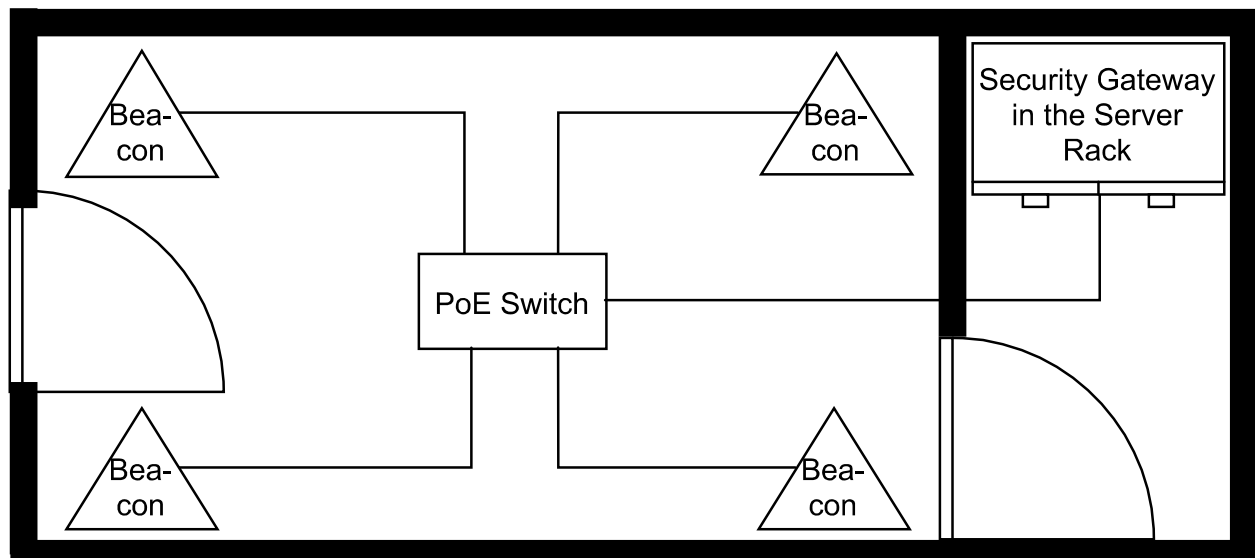 Bea-
con
Bea-
con
Security Gateway
in the Server
Rack
PoE Switch
Bea-
con
Bea-
con